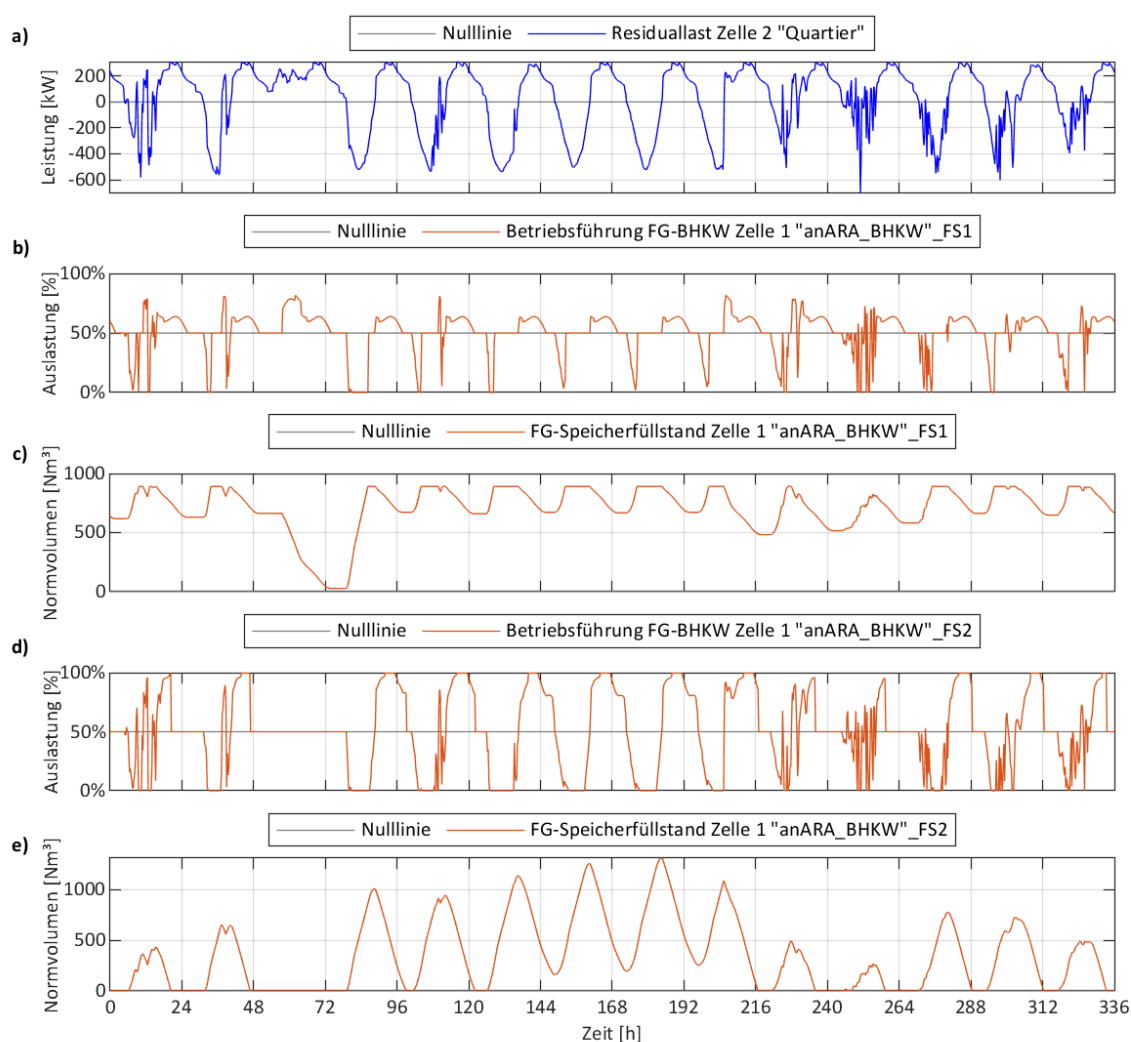 a)
Nulllinie Residuallast Zelle 2 "Quartier"
Leistung [kW]
200
0
-200
-400
-600
b)
Nulllinie Betriebsführung FG-BHKW Zelle 1 "anARA_BHKW"_FS1
Auslastung [%]
100%
50%
0%
c)
Nulllinie FG-Speicherfüllstand Zelle 1 "anARA_BHKW"_FS1
Normvolumen [Nm³]
1000
500
0
d)
Nulllinie Betriebsführung FG-BHKW Zelle 1 "anARA_BHKW"_FS2
Auslastung [%]
100%
50%
0%
e)
Nulllinie FG-Speicherfüllstand Zelle 1 "anARA_BHKW"_FS2
Normvolumen [Nm³]
1000
500
0
0 24 48 72 96 120 144 168 192 216 240 264 288 312 336
Zeit [h]